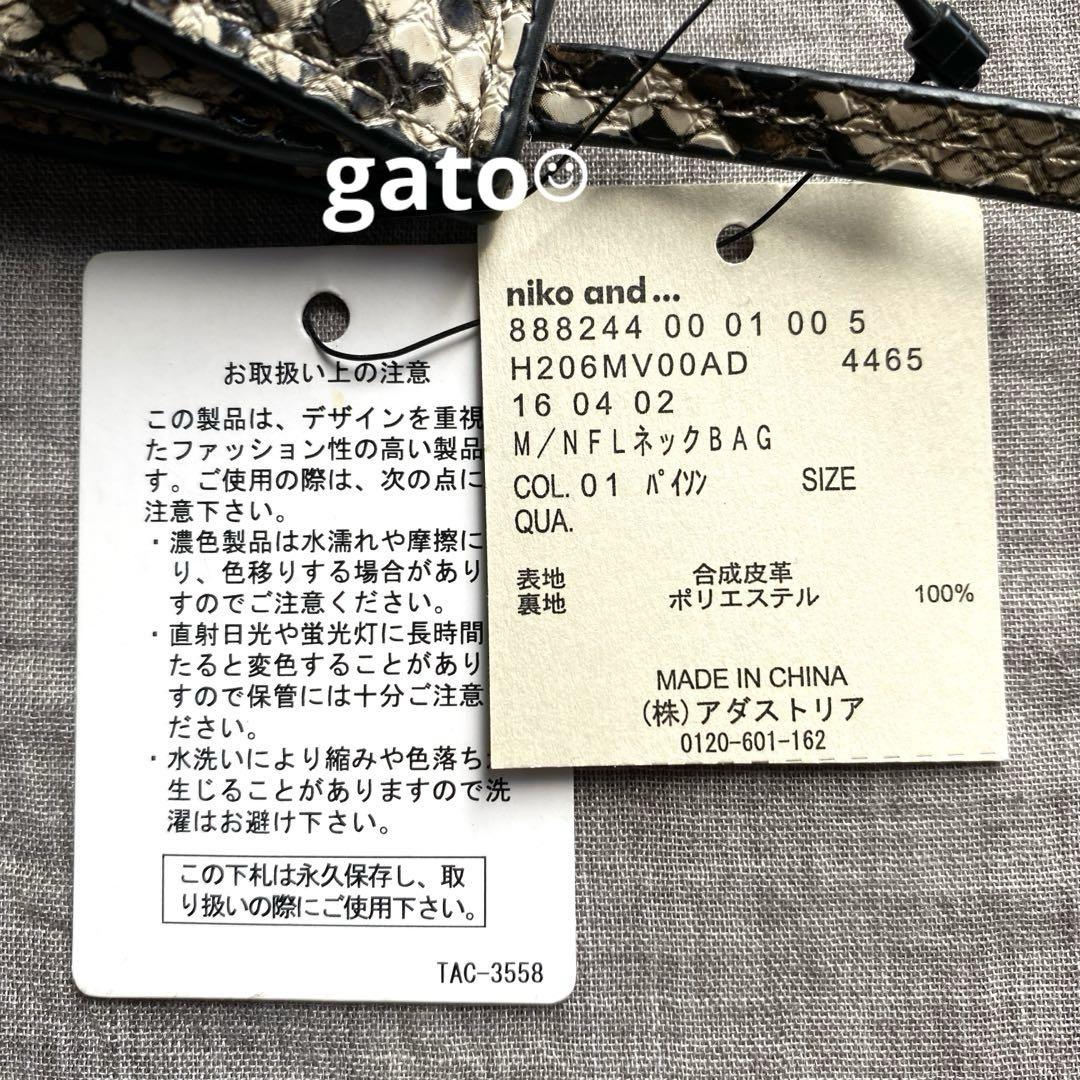 gato
お取扱い上の注意
この製品は、デザインを重視
たファッション性の高い製品
す。ご使用の際は、次の点に
注意下さい。
・濃色製品は水濡れや摩擦に
り、色移りする場合があり
すのでご注意ください。
・直射日光や蛍光灯に長時間
たると変色することがあり
すので保管には十分ご注意
ださい。
・水洗いにより縮みや色落ち
生じることがありますので洗
濯はお避け下さい。
この下札は永久保存し、取
り扱いの際にご使用下さい。
TAC-3558
niko and...
888244 00 01 00 5
H206MV00AD 4465
16 04 02
M/NFLネックBAG
COL. 01 ﾊﾟｲｿﾝ SIZE
QUA.
表地 合成皮革
裏地 ポリエステル 100%
MADE IN CHINA
(株)アダストリア
0120-601-162